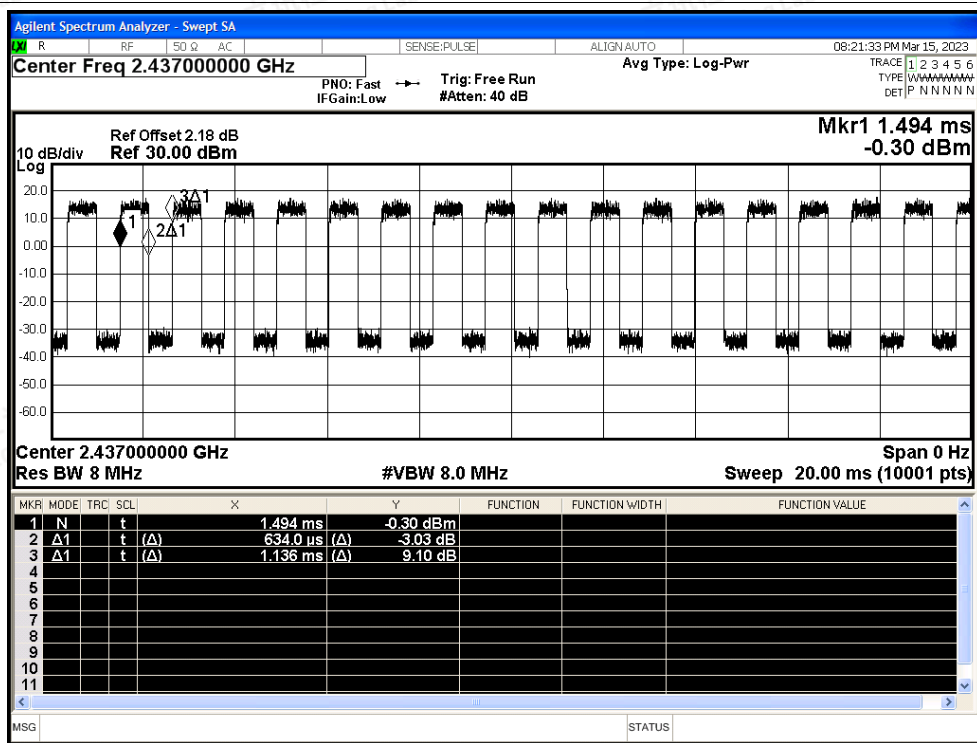 Agilent Spectrum Analyzer - Swept SA
LXI R RF 50 Ω AC SENSE:PULSE ALIGN AUTO 08:21:33 PM Mar 15, 2023
Center Freq 2.437000000 GHz
PNO: Fast Trig: Free Run Avg Type: Log-Pwr TRACE 1 2 3 4 5 6
IFGain:Low #Atten: 40 dB TYPE WWWWWW
DET P N N N N N
Ref Offset 2.18 dB Mkr1 1.494 ms
10 dB/div Ref 30.00 dBm -0.30 dBm
Log
20.0
10.0
0.00
-10.0
-20.0
-30.0
-40.0
-50.0
-60.0
3Δ1
1
2Δ1
Center 2.437000000 GHz Span 0 Hz
Res BW 8 MHz #VBW 8.0 MHz Sweep 20.00 ms (10001 pts)
MKR MODE TRC SCL X Y FUNCTION FUNCTION WIDTH FUNCTION VALUE
1 N t 1.494 ms -0.30 dBm
2 Δ1 t (Δ) 634.0 µs (Δ) -3.03 dB
3 Δ1 t (Δ) 1.136 ms (Δ) 9.10 dB
4
5
6
7
8
9
10
11
MSG STATUS